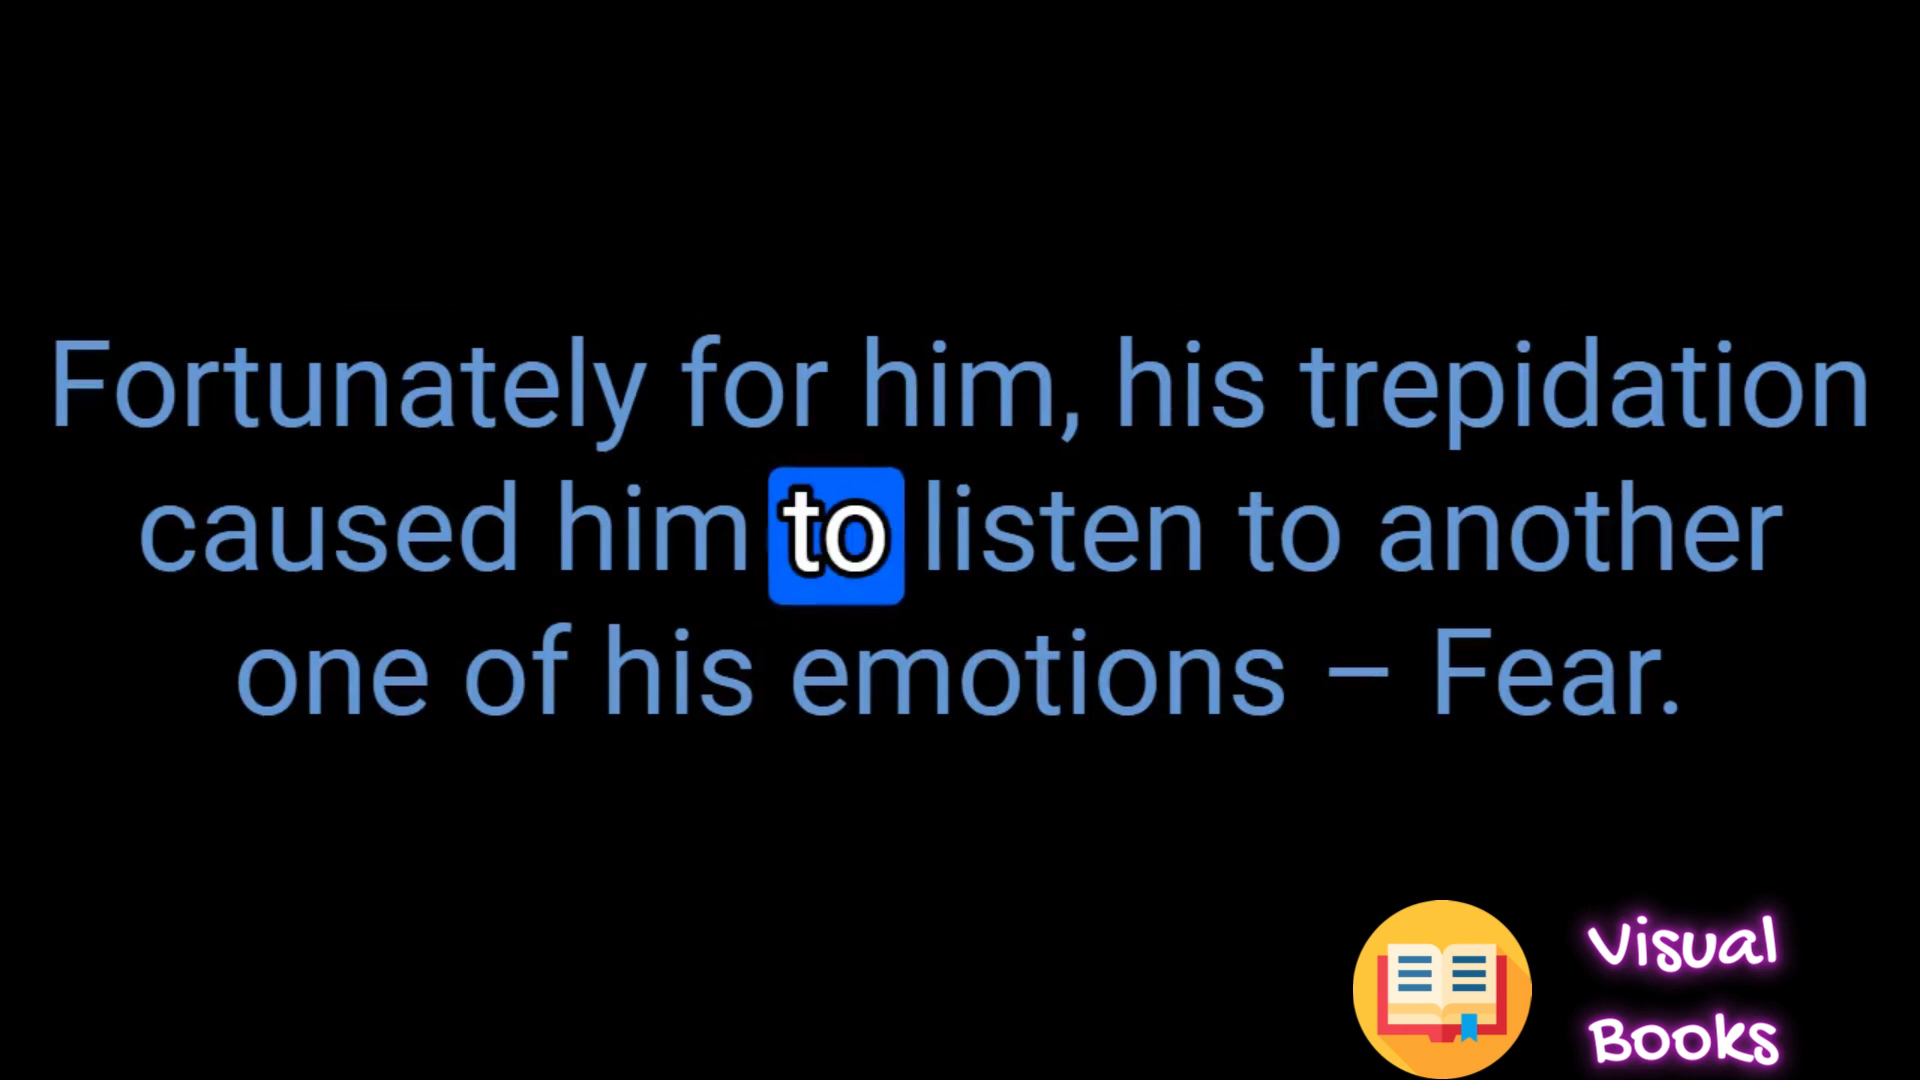 Fortunately for him, his trepidation
caused him to listen to another
one of his emotions – Fear.
Visual
Books